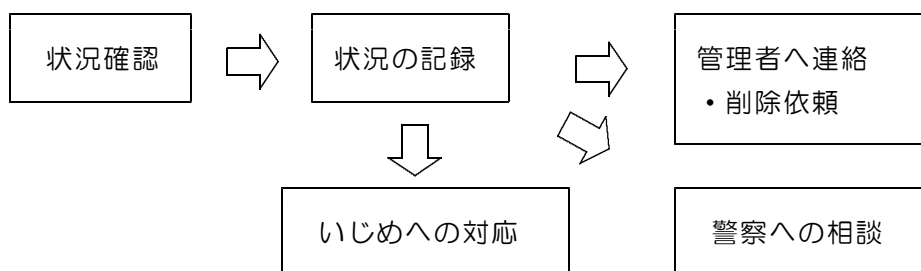 状況確認
状況の記録
管理者へ連絡
・削除依頼
いじめへの対応
警察への相談